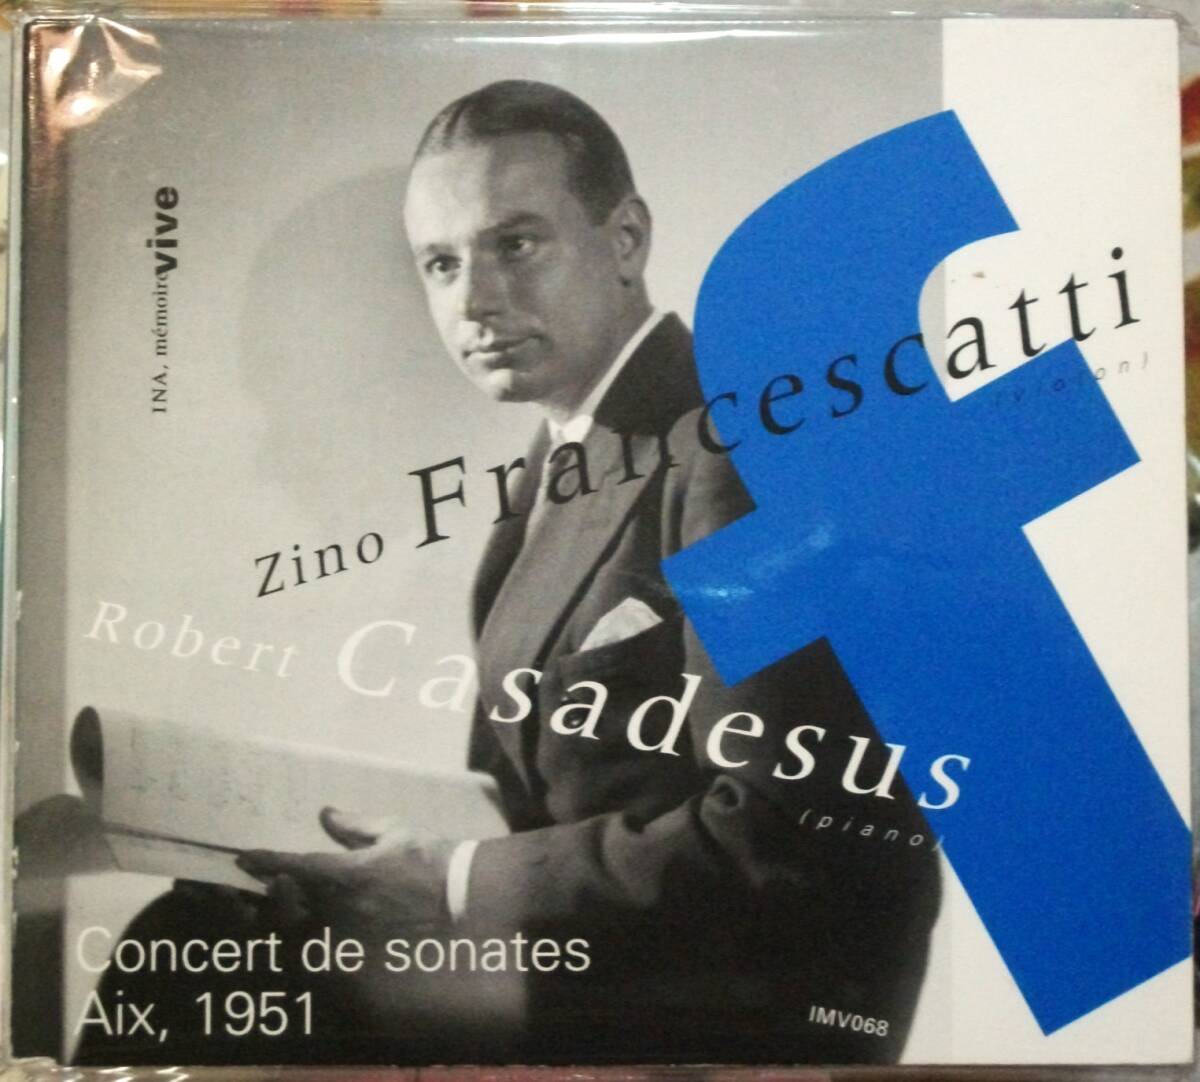 INA, mémoire vive
f
Zino Francescatti
(violon)
Robert Casadesus
(piano)
Concert de sonates
Aix, 1951
IMV068